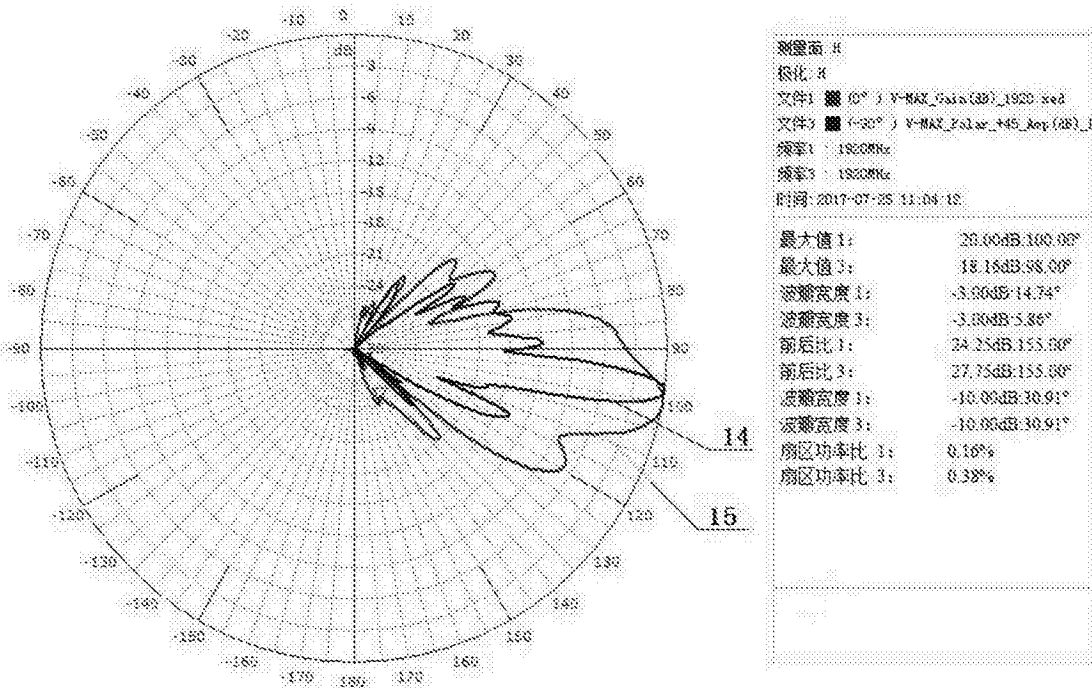 0
-10
15
-20
20
-30
30
-40
40
-50
-60
60
-70
70
-80
80
-90
90
-100
100
-110
110
-120
120
-130
130
-140
140
-150
150
-160
160
-170
170
180
dB
-3
-6
-9
-12
-18
-18
-21
-24
14
15
测量面 H
极化 H
文件1 (0°) V-MAX_Gain(dB)_1920
文件3 (-90°) V-MAX_Polar_+45_Amp(dB)
频率1: 1920MHz
频率3: 1920MHz
时间: 2017-07-25 11:04:12
最大值 1: 20.00dB:100.00°
最大值 3: 18.16dB:98.00°
波瓣宽度 1: -3.00dB:14.74°
波瓣宽度 3: -3.00dB:5.86°
前后比 1: 24.25dB:155.00°
前后比 3: 27.75dB:155.00°
波瓣宽度 1: -10.00dB:30.91°
波瓣宽度 3: -10.00dB:30.91°
扇区功率比 1: 0.16%
扇区功率比 3: 0.38%